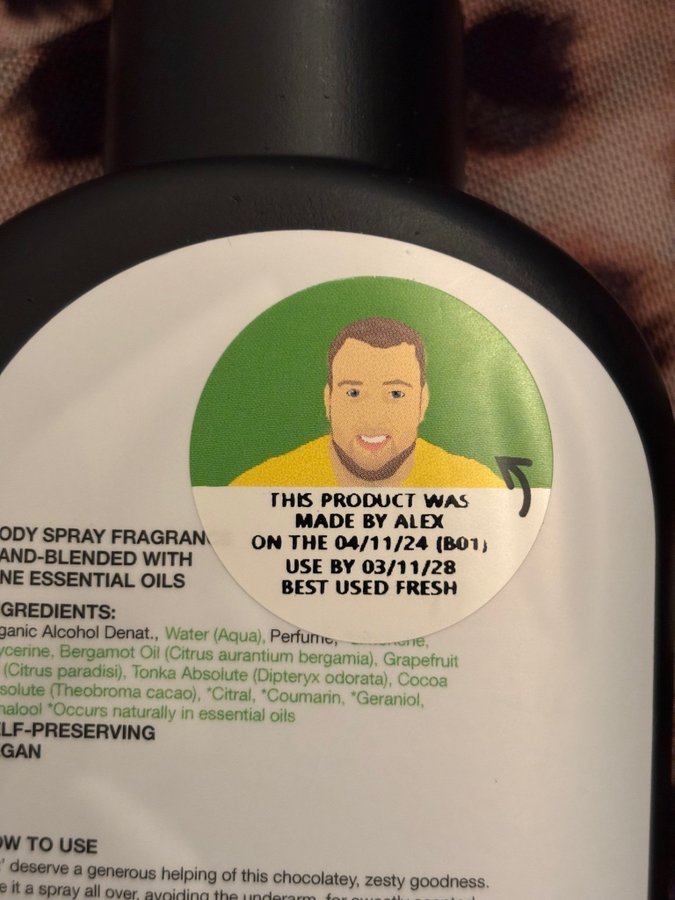 THIS PRODUCT WAS
MADE BY ALEX
ON THE 04/11/24 (B01)
USE BY 03/11/28
BEST USED FRESH
ODY SPRAY FRAGRAN
AND-BLENDED WITH
NE ESSENTIAL OILS
GREDIENTS:
ganic Alcohol Denat., Water (Aqua), Perfume,
ycerine, Bergamot Oil (Citrus aurantium bergamia), Grapefruit
(Citrus paradisi), Tonka Absolute (Dipteryx odorata), Cocoa
solute (Theobroma cacao), *Citral, *Coumarin, *Geraniol,
nalool *Occurs naturally in essential oils
ELF-PRESERVING
GAN
OW TO USE
' deserve a generous helping of this chocolatey, zesty goodness.
e it a spray all over, avoiding the underarm, for